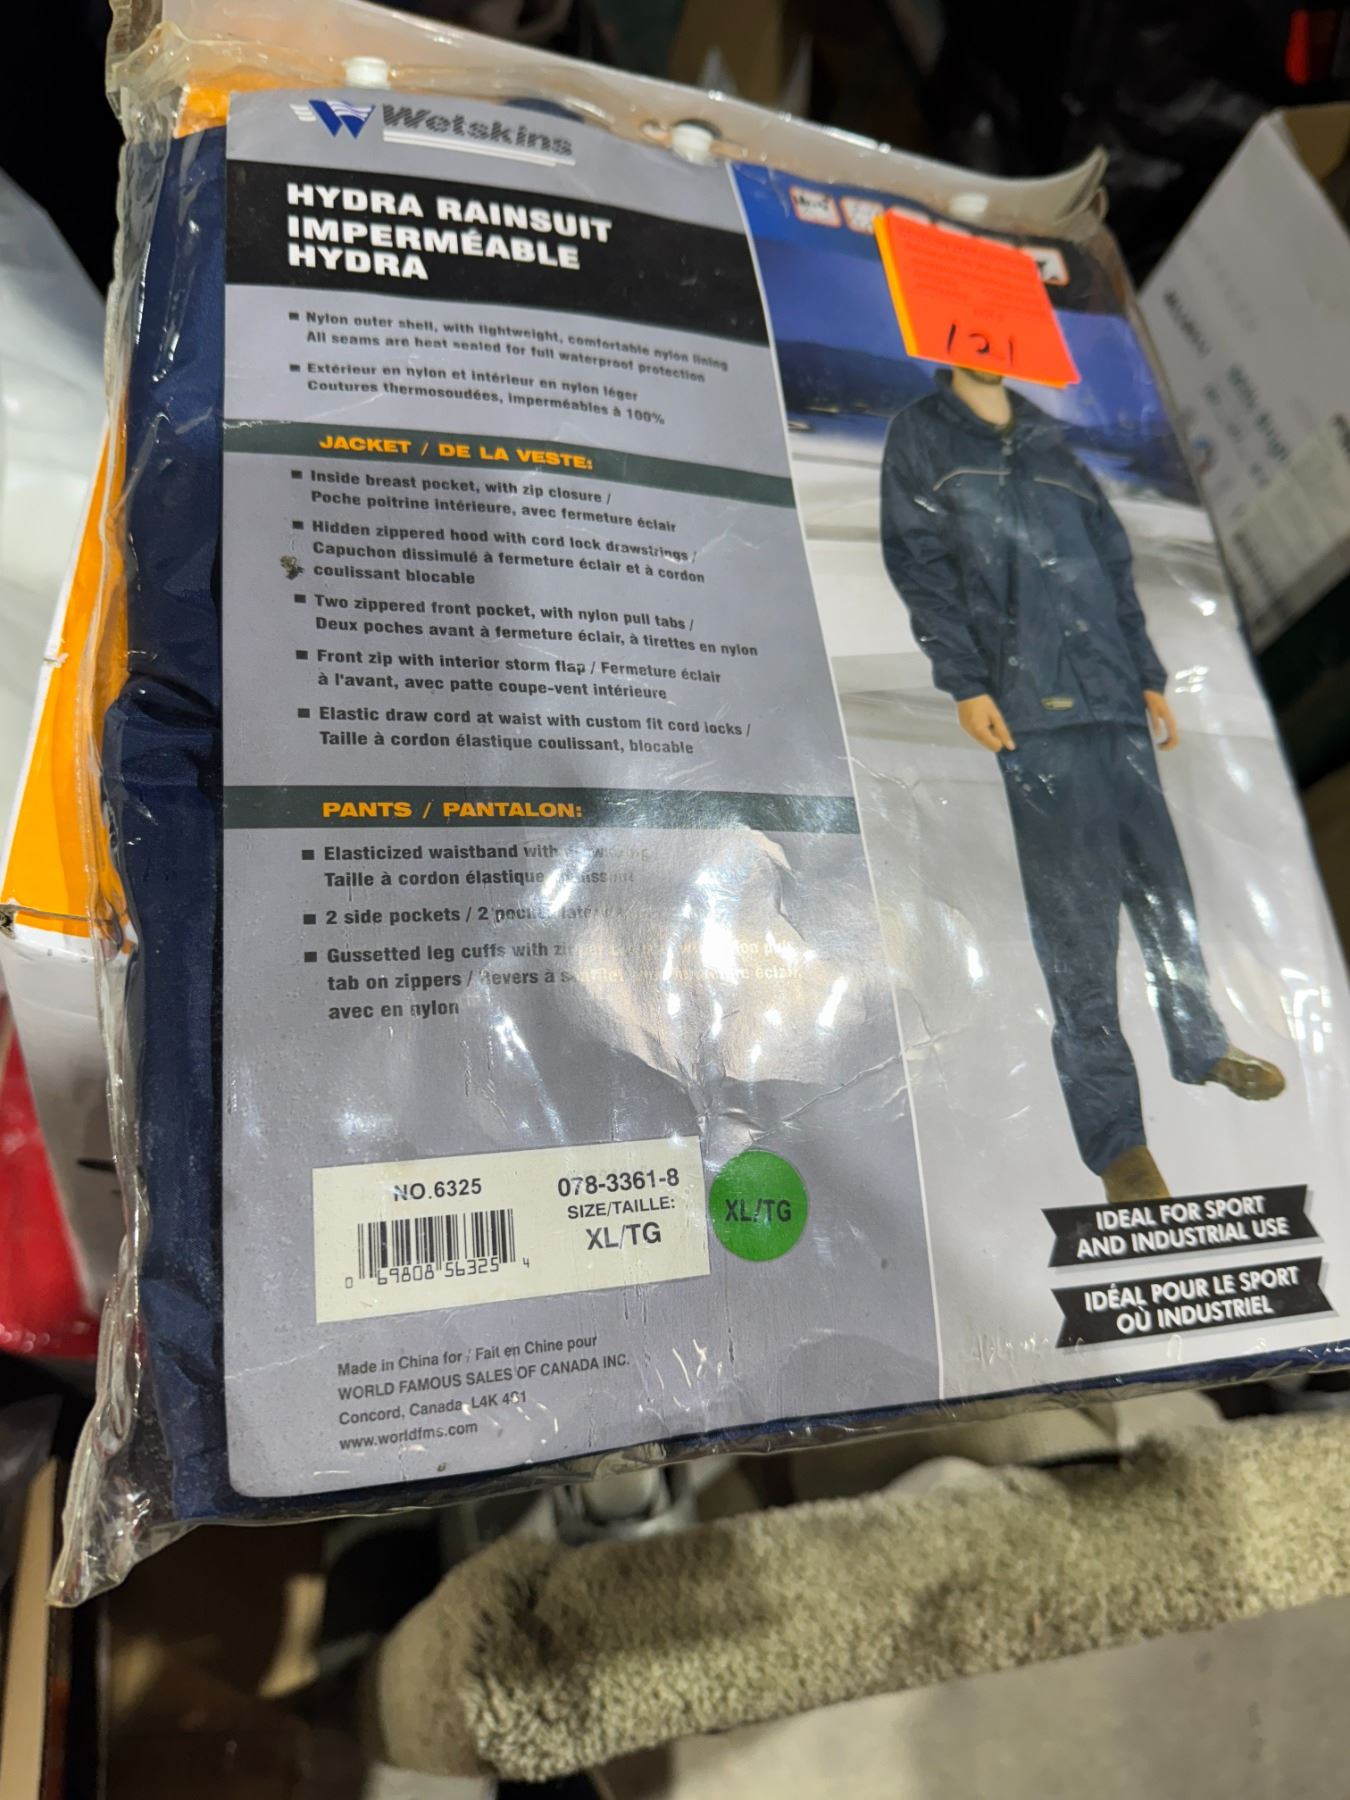 Wetskins
HYDRA RAINSUIT
IMPERMÉABLE
HYDRA
Nylon outer shell, with lightweight, comfortable nylon lining
All seams are heat sealed for full waterproof protection
Extérieur en nylon et intérieur en nylon léger
Coutures thermosoudées, imperméables à 100%
JACKET / DE LA VESTE:
Inside breast pocket, with zip closure /
Poche poitrine intérieure, avec fermeture éclair
Hidden zippered hood with cord lock drawstrings /
Capuchon dissimulé à fermeture éclair et à cordon
coulissant blocable
Two zippered front pocket, with nylon pull tabs /
Deux poches avant à fermeture éclair, à tirettes en nylon
Front zip with interior storm flap / Fermeture éclair
à l'avant, avec patte coupe-vent intérieure
Elastic draw cord at waist with custom fit cord locks /
Taille à cordon élastique coulissant, blocable
PANTS / PANTALON:
Elasticized waistband with
Taille à cordon élastique
2 side pockets / 2
Gussetted leg cuffs with
tab on zippers / Revers à
avec en nylon
NO.6325
078-3361-8
SIZE/TAILLE:
XL/TG
0 69808 56325 4
XL/TG
Made in China for / Fait en Chine pour
WORLD FAMOUS SALES OF CANADA INC.
Concord, Canada, L4K
www.worldfms.com
121
IDEAL FOR SPORT
AND INDUSTRIAL USE
IDÉAL POUR LE SPORT
OÙ INDUSTRIEL